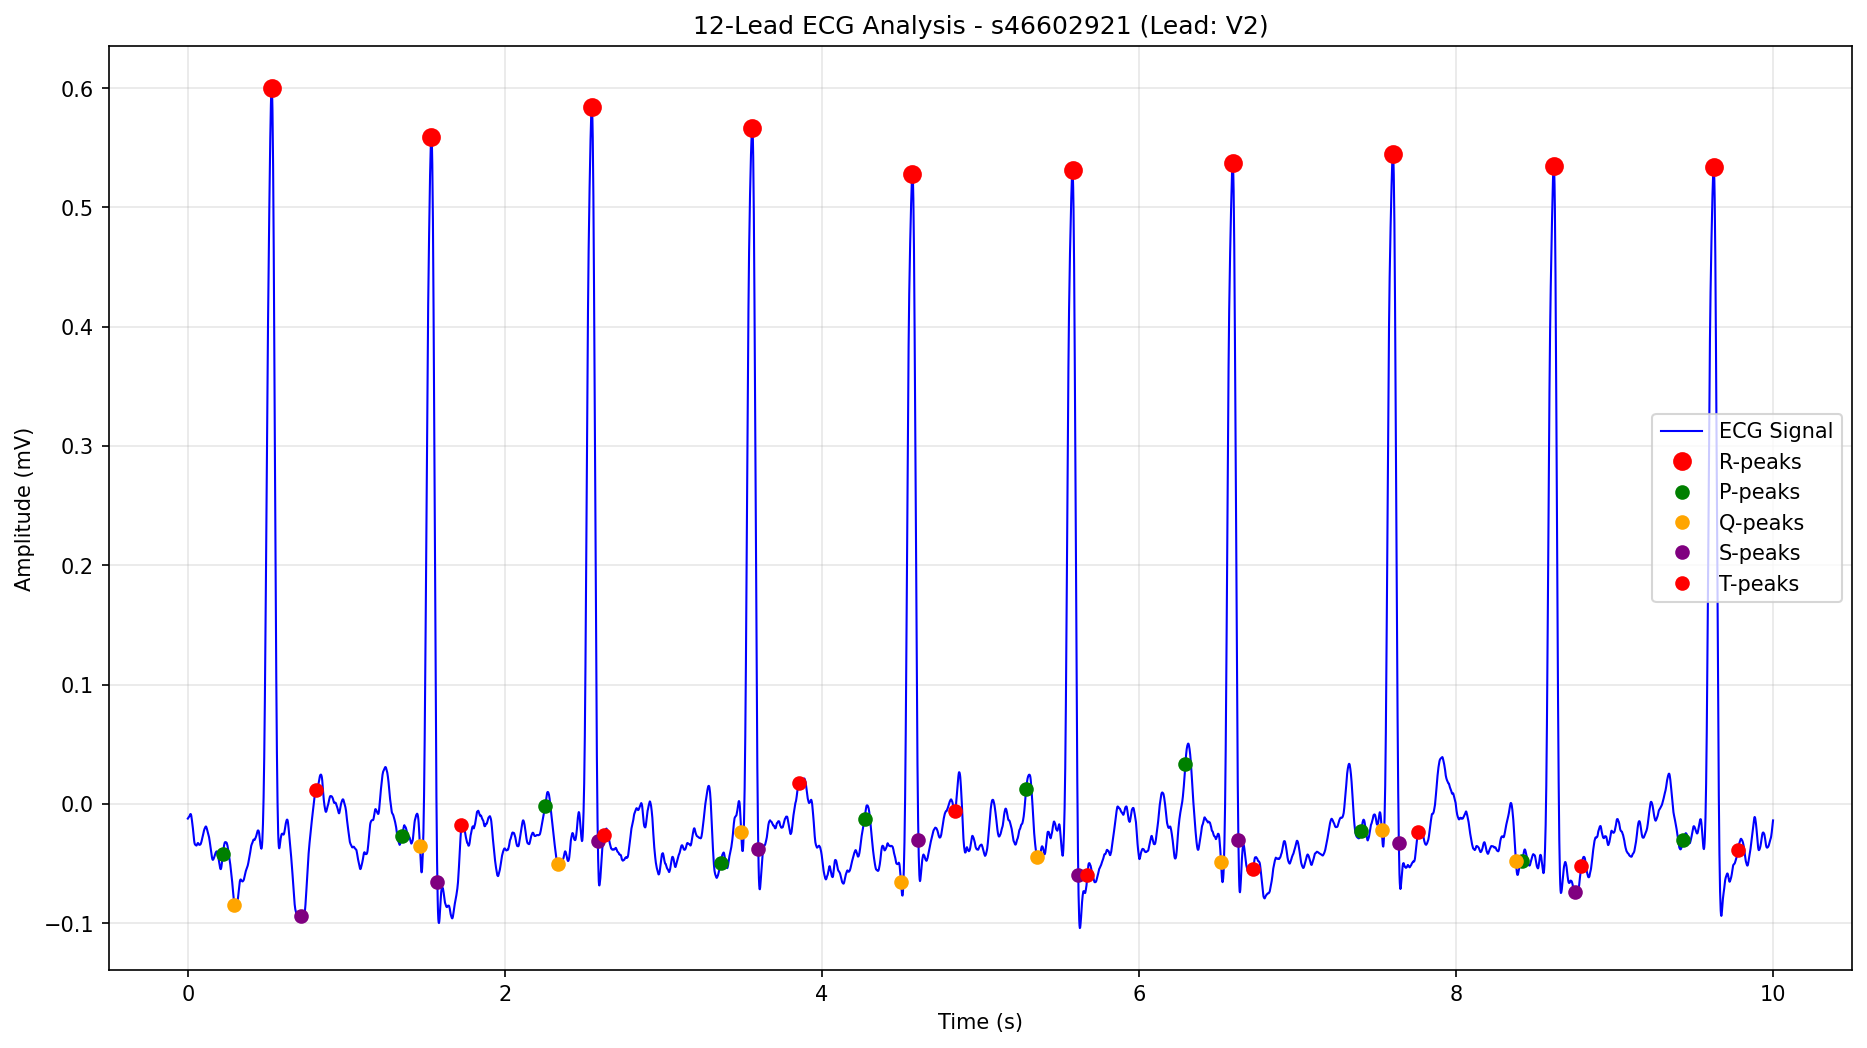 12-Lead ECG Analysis - s46602921 (Lead: V2)
Amplitude (mV)
0.6
0.5
0.4
0.3
0.2
0.1
0.0
−0.1
ECG Signal
R-peaks
P-peaks
Q-peaks
S-peaks
T-peaks
0 2 4 6 8 10
Time (s)